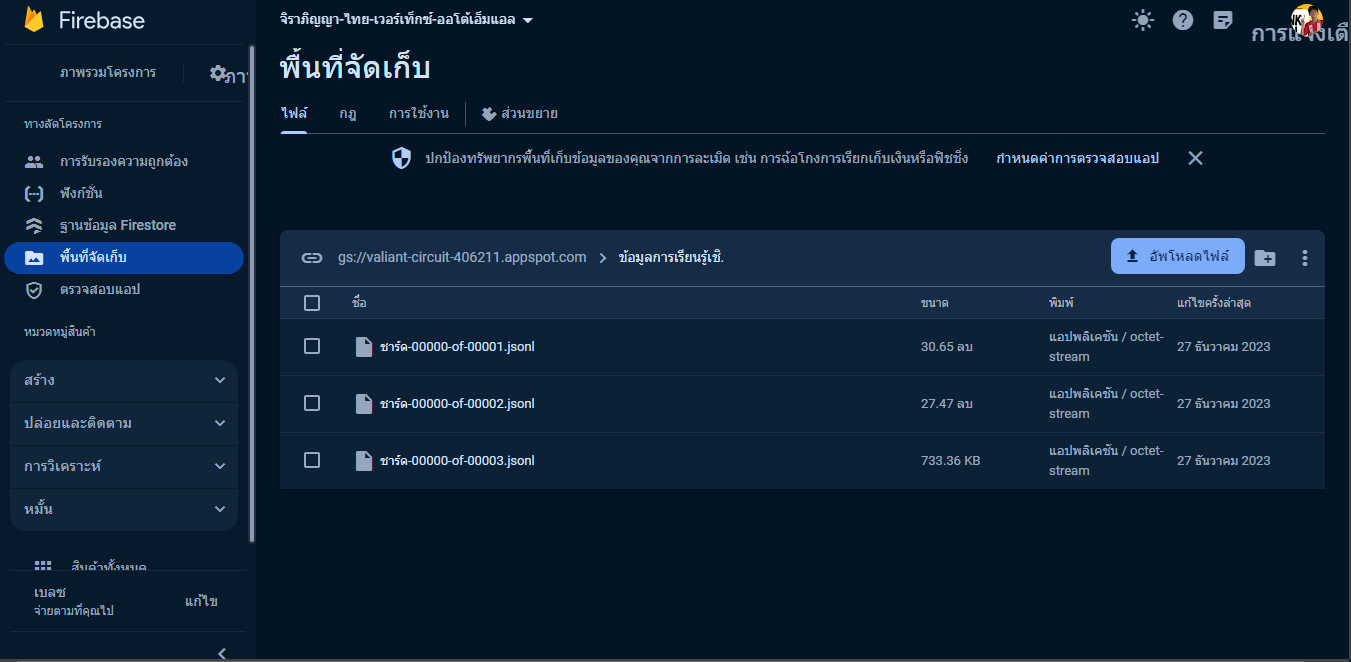 Firebase
จิราภิญญา-ไทย-เวอร์เท็กซ์-ออโต้เอ็มแอล
ภาพรวมโครงการ
ทางลัดโครงการ
การรับรองความถูกต้อง
ฟังก์ชั่น
ฐานข้อมูล Firestore
พื้นที่จัดเก็บ
ตรวจสอบแอป
หมวดหมู่สินค้า
สร้าง
ปล่อยและติดตาม
การวิเคราะห์
หมั้น
สินค้าทั้งหมด
เบลซ
จ่ายตามที่คุณไป
แก้ไข
พื้นที่จัดเก็บ
ไฟล์ กฎ การใช้งาน ส่วนขยาย
ปกป้องทรัพยากรพื้นที่เก็บข้อมูลของคุณจากการละเมิด เช่น การฉ้อโกงการเรียกเก็บเงินหรือฟิชชิ่ง กำหนดค่าการตรวจสอบแอป
gs://valiant-circuit-406211.appspot.com > ข้อมูลการเรียนรู้เชิ. อัพโหลดไฟล์
ชื่อ ขนาด พิมพ์ แก้ไขครั้งล่าสุด
ชาร์ด-00000-of-00001.jsonl 30.65 ลบ แอปพลิเคชัน / octet-
stream 27 ธันวาคม 2023
ชาร์ด-00000-of-00002.jsonl 27.47 ลบ แอปพลิเคชัน / octet-
stream 27 ธันวาคม 2023
ชาร์ด-00000-of-00003.jsonl 733.36 KB แอปพลิเคชัน / octet-
stream 27 ธันวาคม 2023